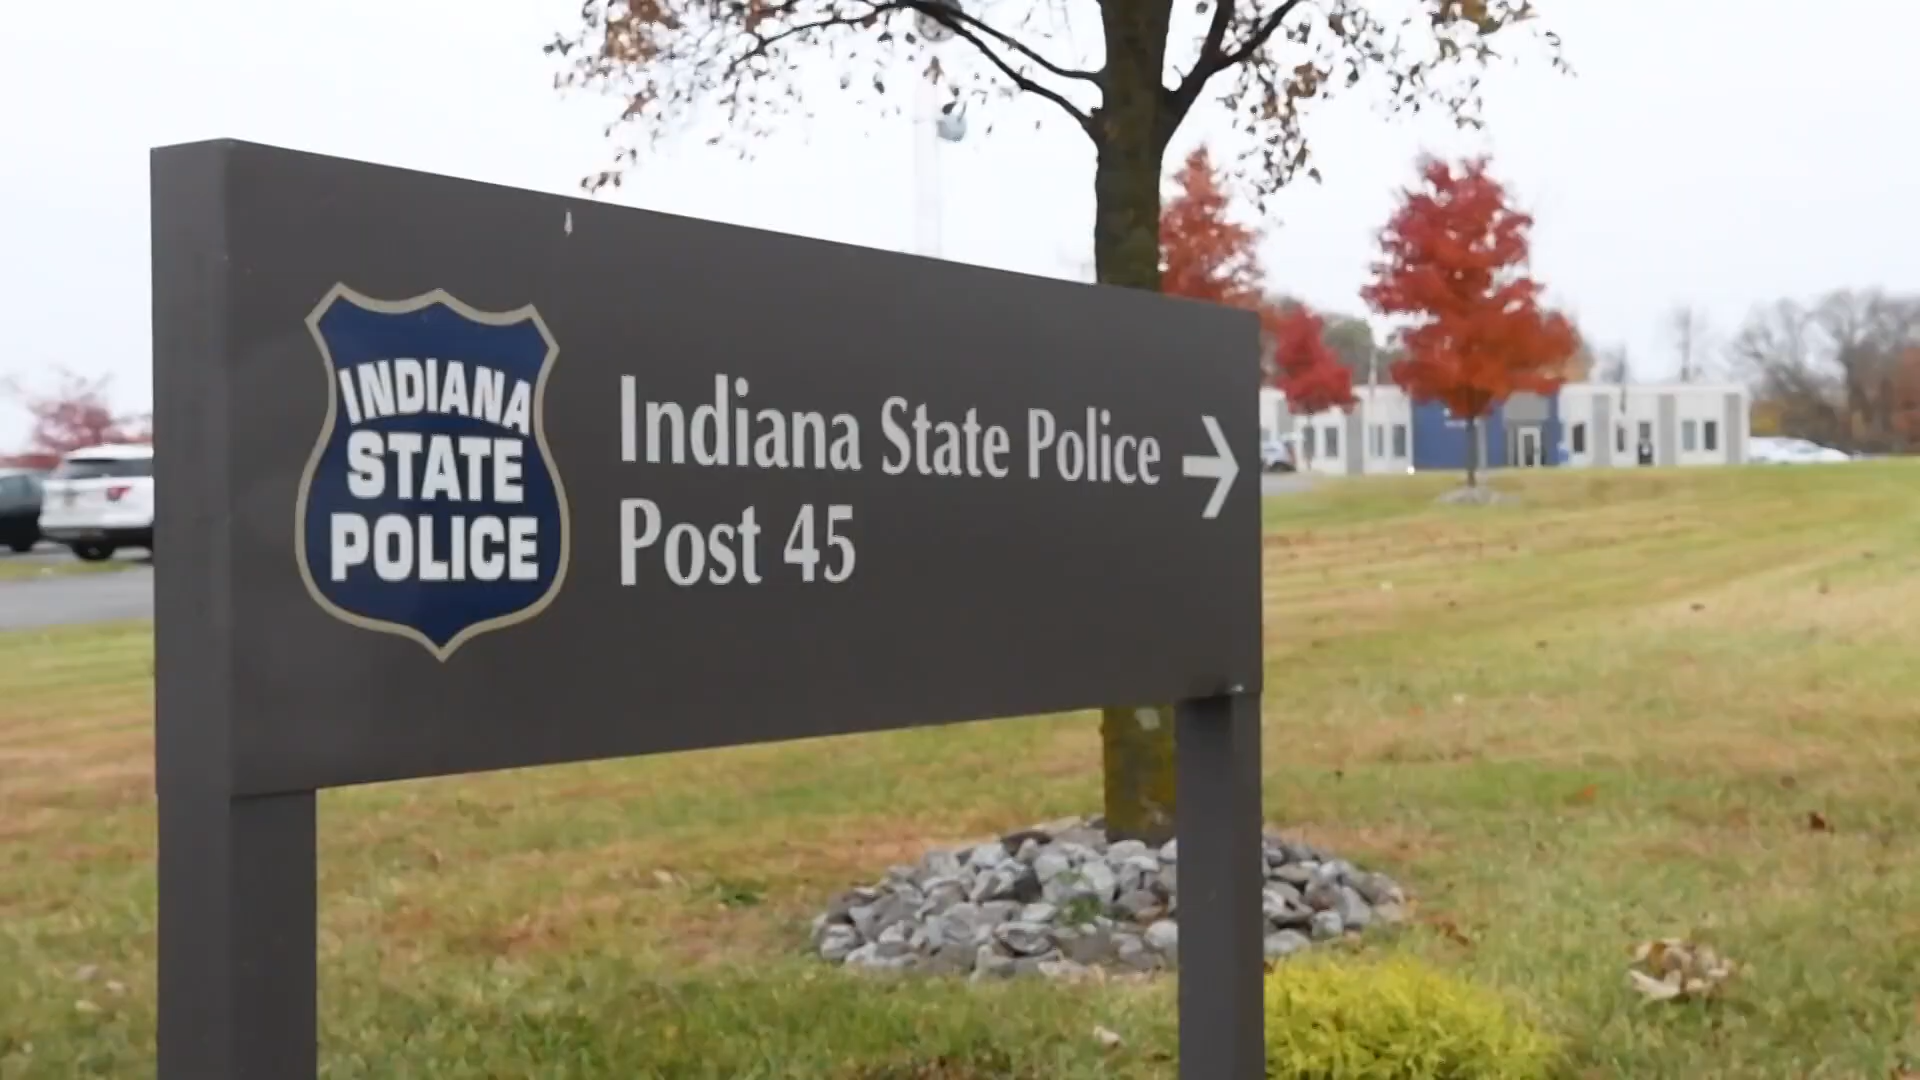 INDIANA
STATE
POLICE
Indiana State Police →
Post 45